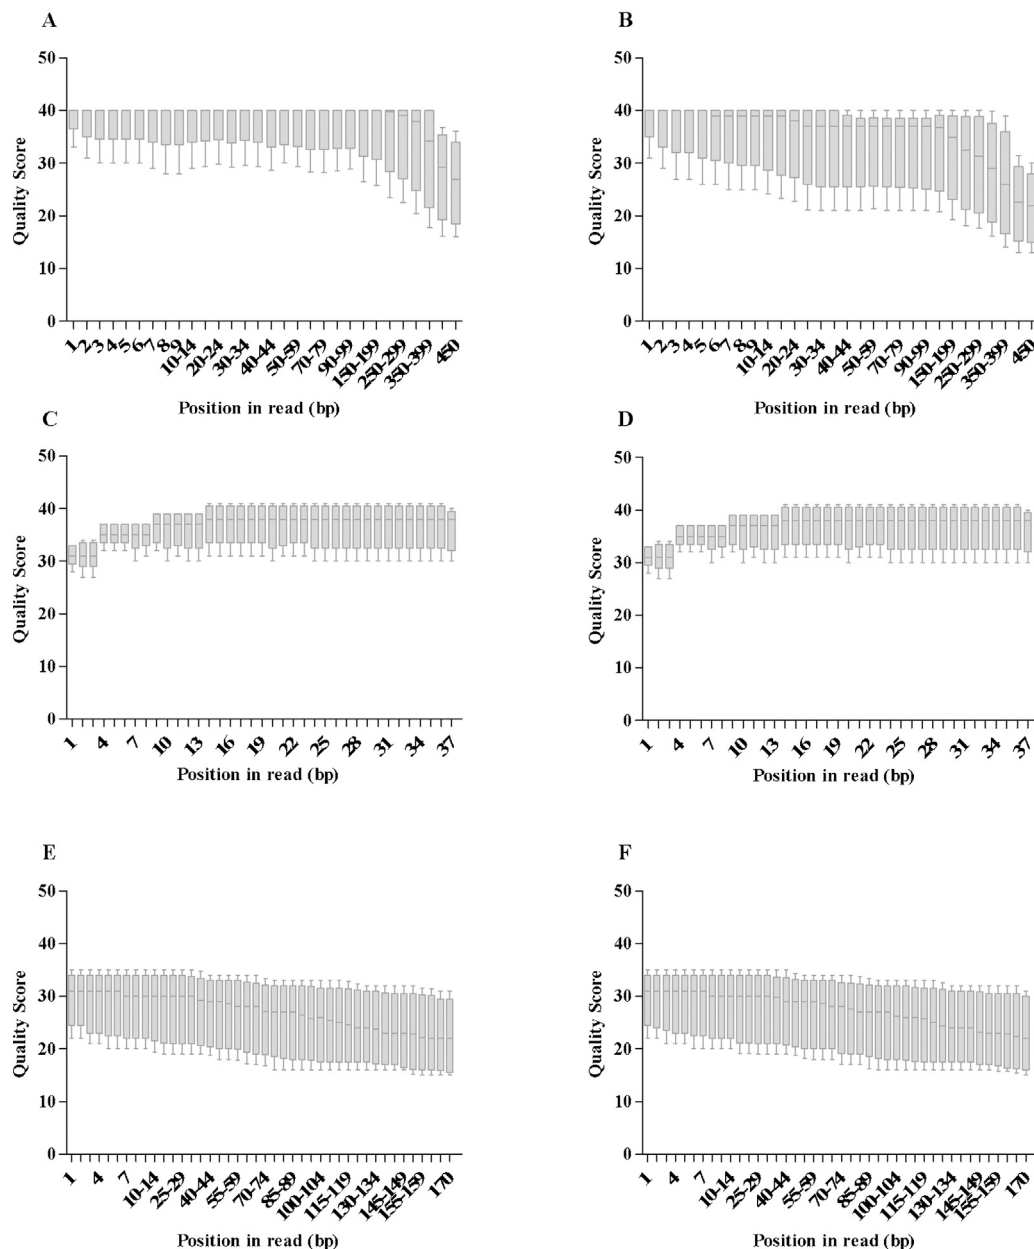 A
50
40
30
20
10
0
Quality Score
1 2 3 4 5 6 7 8 9 10-14 20-24 30-34 40-44 50-59 70-79 90-99 150-199 250-299 350-399 450
Position in read (bp)
B
50
40
30
20
10
0
Quality Score
1 2 3 4 5 6 7 8 9 10-14 20-24 30-34 40-44 50-59 70-79 90-99 150-199 250-299 350-399 450
Position in read (bp)
C
50
40
30
20
10
0
Quality Score
1 4 7 10 13 16 19 22 25 28 31 34 37
Position in read (bp)
D
50
40
30
20
10
0
Quality Score
1 4 7 10 13 16 19 22 25 28 31 34 37
Position in read (bp)
E
50
40
30
20
10
0
Quality Score
1 4 7 10-14 25-29 40-44 55-59 70-74 85-89 100-104 115-119 130-134 145-149 155-159 170
Position in read (bp)
F
50
40
30
20
10
0
Quality Score
1 4 7 10-14 25-29 40-44 55-59 70-74 85-89 100-104 115-119 130-134 145-149 155-159 170
Position in read (bp)